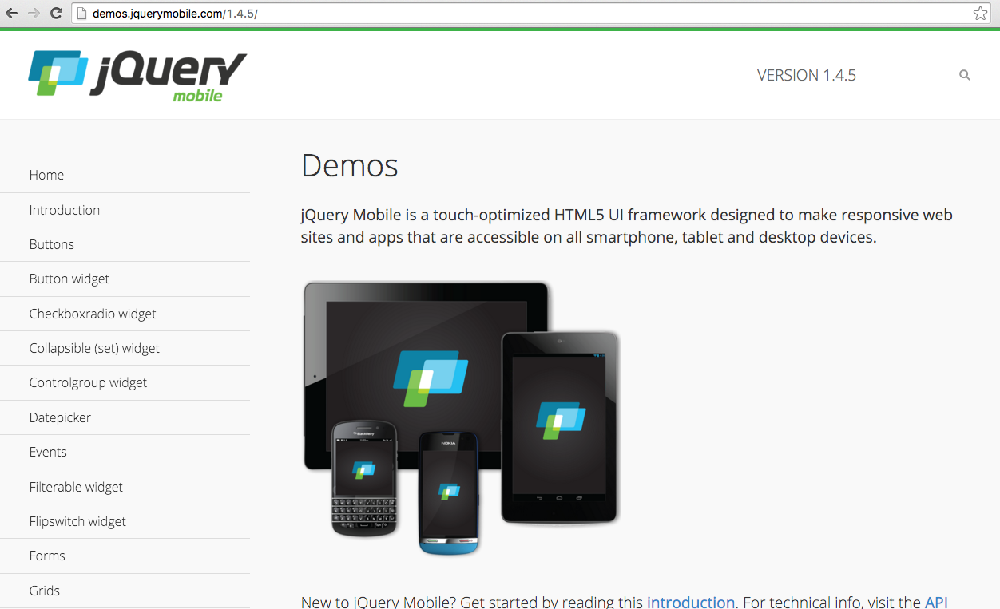 demos.jquerymobile.com/1.4.5/
jQuery
mobile
VERSION 1.4.5
Home
Introduction
Buttons
Button widget
Checkboxradio widget
Collapsible (set) widget
Controlgroup widget
Datepicker
Events
Filterable widget
Flipswitch widget
Forms
Grids
Demos
jQuery Mobile is a touch-optimized HTML5 UI framework designed to make responsive web
sites and apps that are accessible on all smartphone, tablet and desktop devices.
BlackBerry
NOKIA
New to jQuery Mobile? Get started by reading this introduction. For technical info, visit the API